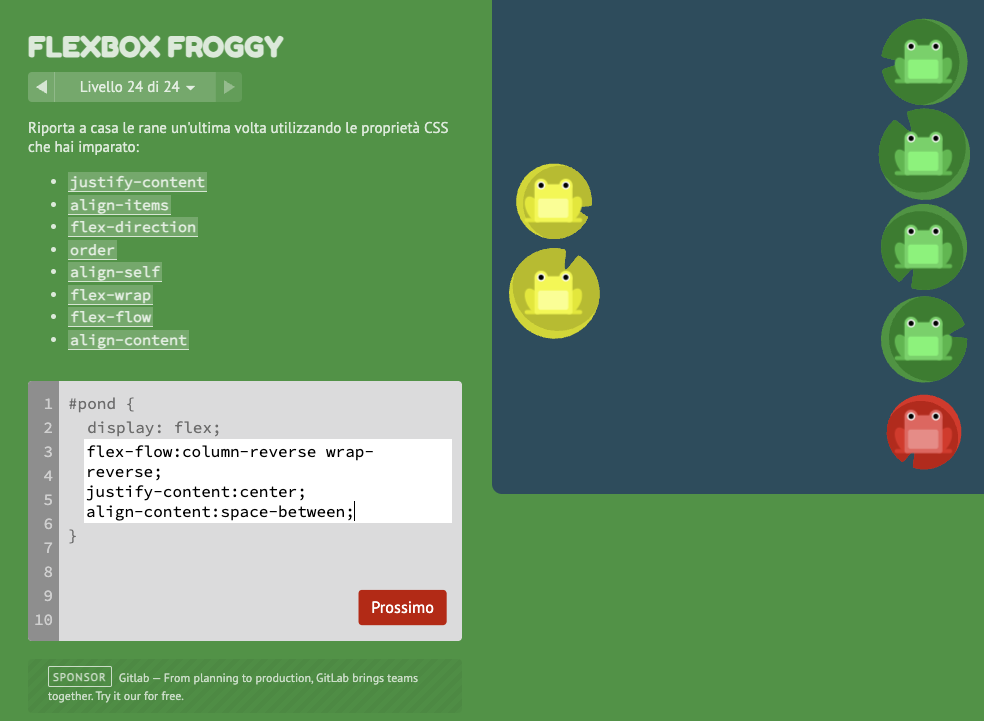 FLEXBOX FROGGY
Livello 24 di 24
Riporta a casa le rane un'ultima volta utilizzando le proprietà CSS
che hai imparato:
justify-content
align-items
flex-direction
order
align-self
flex-wrap
flex-flow
align-content
1 #pond {
2 display: flex;
3 flex-flow:column-reverse wrap-
4 reverse;
5 justify-content:center;
6 align-content:space-between;
7 }
8
9
10
Prossimo
SPONSOR Gitlab — From planning to production, GitLab brings teams
together. Try it our for free.